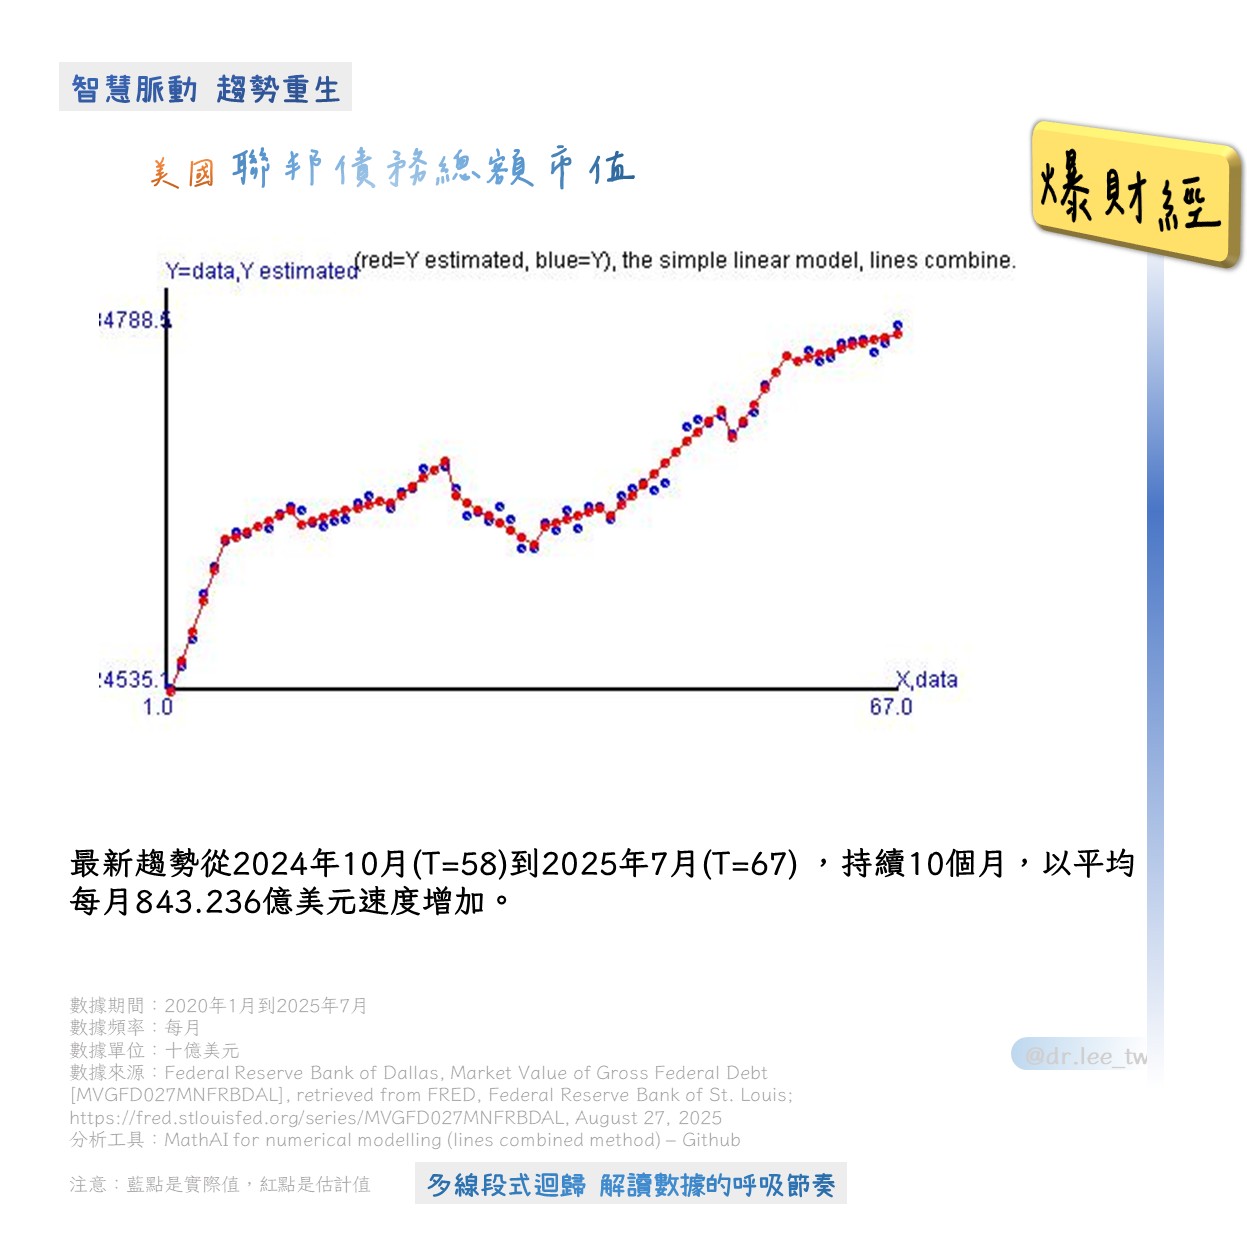 智慧脈動 趨勢重生
美國聯邦債務總額市值
爆財經
(red=Y estimated, blue=Y), the simple linear model, lines combine.
Y=data,Y estimated
4788.5
4535.1
X,data
1.0
67.0
最新趨勢從2024年10月(T=58)到2025年7月(T=67) ，持續10個月，以平均
每月843.236億美元速度增加。
數據期間：2020年1月到2025年7月
數據頻率：每月
數據單位：十億美元
@dr.lee_tw
數據來源：Federal Reserve Bank of Dallas, Market Value of Gross Federal Debt
[MVGFD027MNFRBDAL], retrieved from FRED, Federal Reserve Bank of St. Louis;
https://fred.stlouisfed.org/series/MVGFD027MNFRBDAL, August 27, 2025
分析工具：MathAI for numerical modelling (lines combined method) – Github
注意：藍點是實際值，紅點是估計值
多線段式迴歸 解讀數據的呼吸節奏